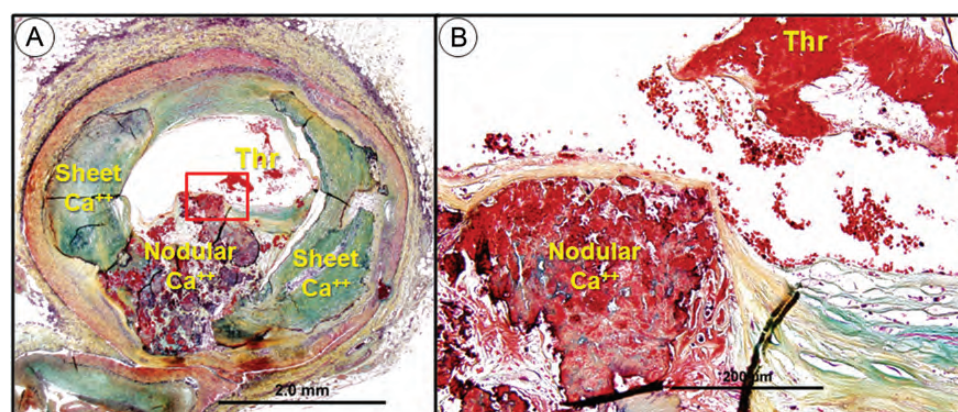 A
Sheet
Ca++
Thr
Nodular
Ca++
Sheet
Ca++
2.0 mm
B
Thr
Nodular
Ca++
200 µm